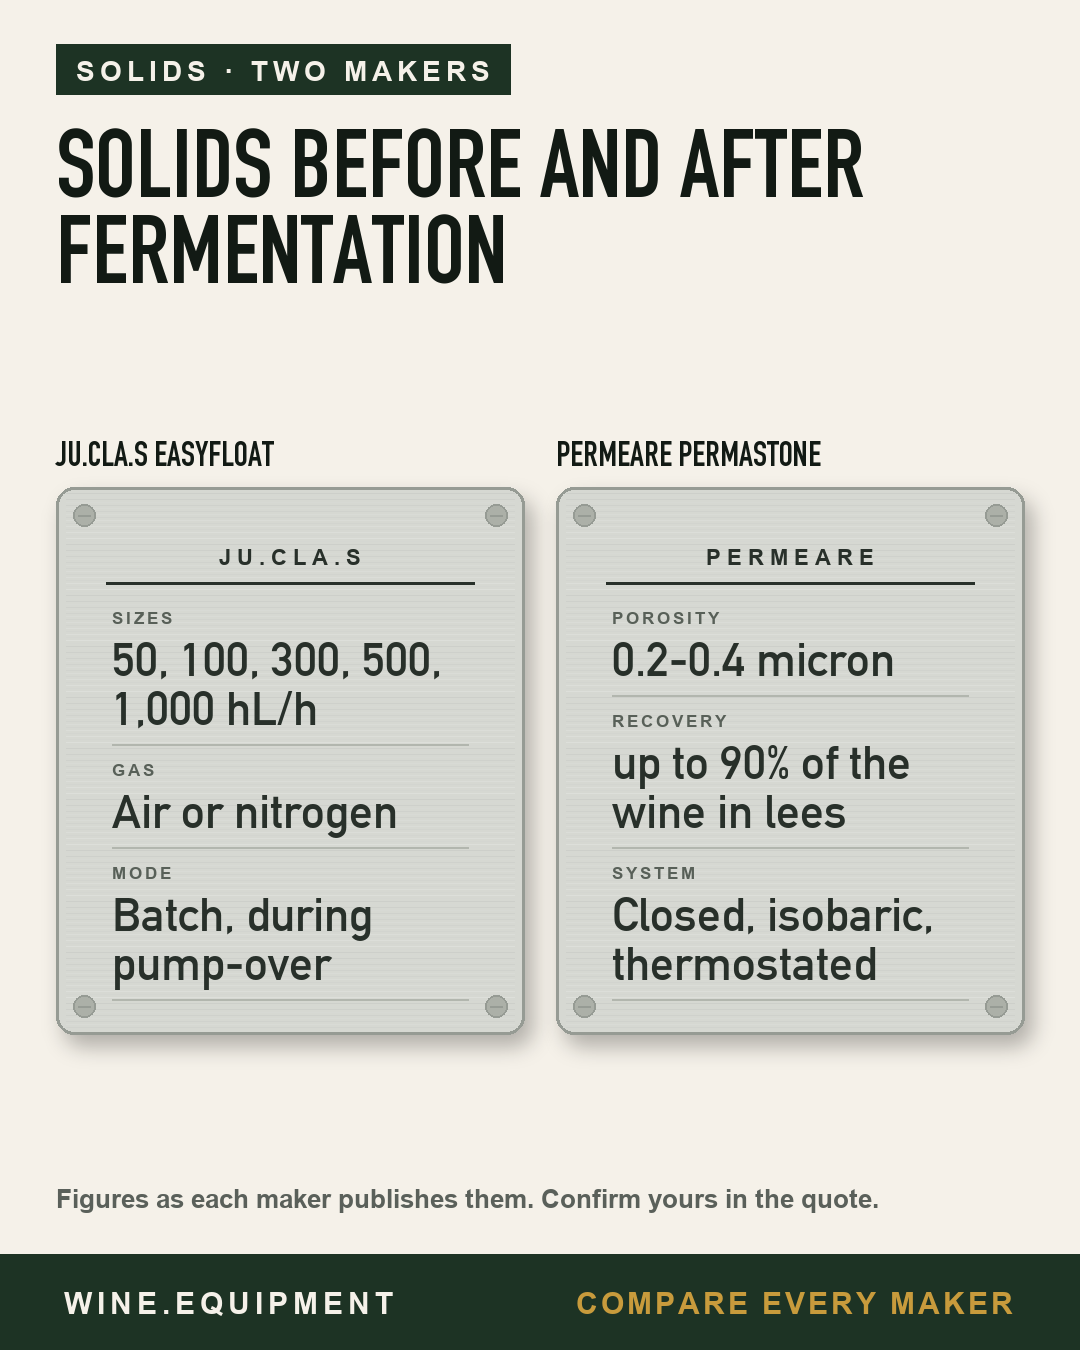 SOLIDS · TWO MAKERS
SOLIDS BEFORE AND AFTER
FERMENTATION
JU.CLA.S EASYFLOAT
JU.CLA.S
SIZES
50, 100, 300, 500,
1,000 hL/h
GAS
Air or nitrogen
MODE
Batch, during
pump-over
PERMEARE PERMASTONE
PERMEARE
POROSITY
0.2-0.4 micron
RECOVERY
up to 90% of the
wine in lees
SYSTEM
Closed, isobaric,
thermostated
Figures as each maker publishes them. Confirm yours in the quote.
WINE.EQUIPMENT
COMPARE EVERY MAKER